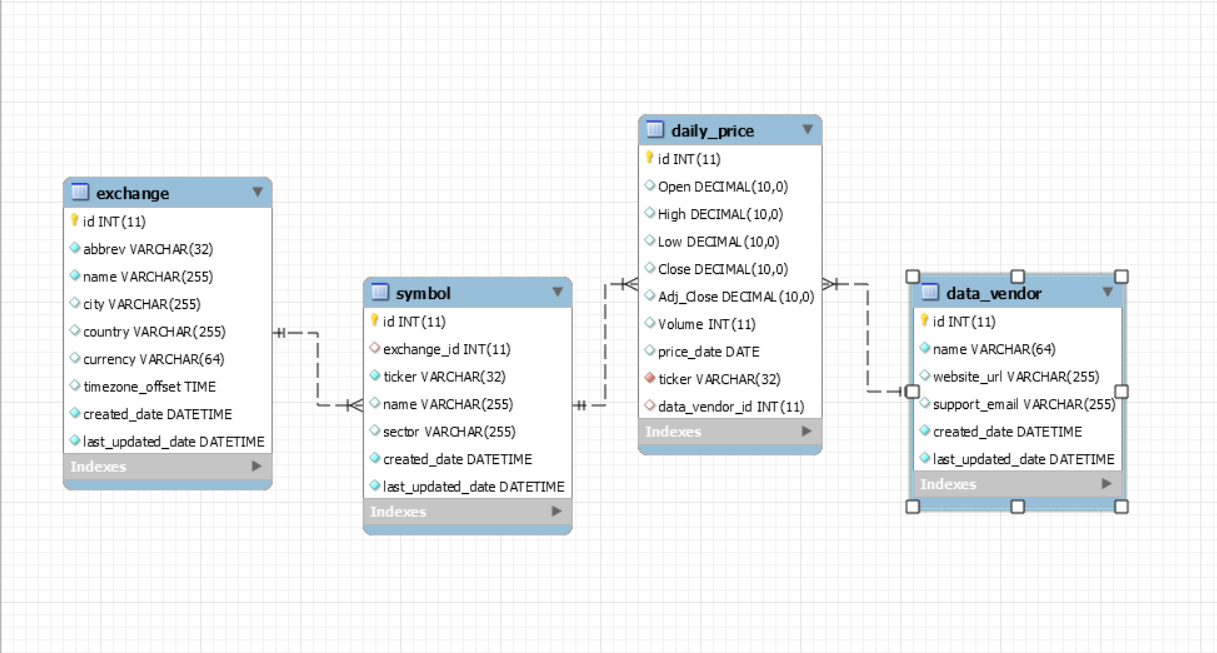 exchange
id INT(11)
abbrev VARCHAR(32)
name VARCHAR(255)
city VARCHAR(255)
country VARCHAR(255)
currency VARCHAR(64)
timezone_offset TIME
created_date DATETIME
last_updated_date DATETIME
Indexes
symbol
id INT(11)
exchange_id INT(11)
ticker VARCHAR(32)
name VARCHAR(255)
sector VARCHAR(255)
created_date DATETIME
last_updated_date DATETIME
Indexes
daily_price
id INT(11)
Open DECIMAL(10,0)
High DECIMAL(10,0)
Low DECIMAL(10,0)
Close DECIMAL(10,0)
Adj_Close DECIMAL(10,0)
Volume INT(11)
price_date DATE
ticker VARCHAR(32)
data_vendor_id INT(11)
Indexes
data_vendor
id INT(11)
name VARCHAR(64)
website_url VARCHAR(255)
support_email VARCHAR(255)
created_date DATETIME
last_updated_date DATETIME
Indexes